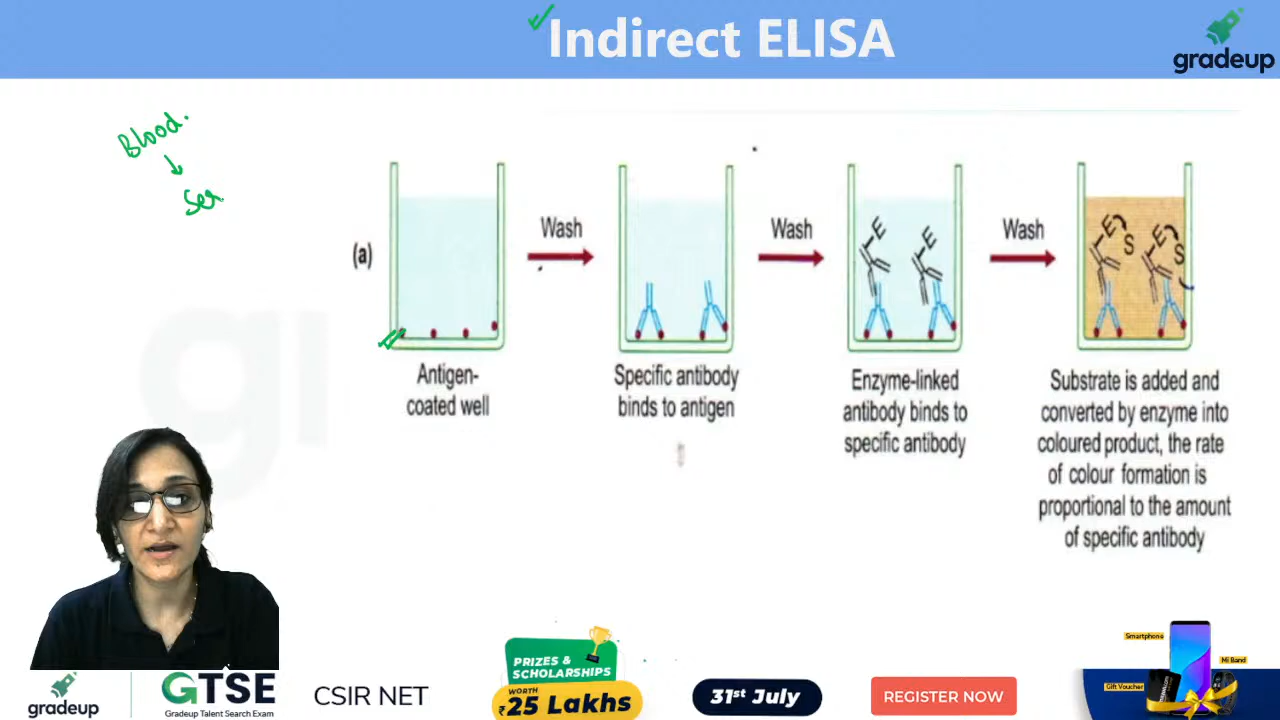 Indirect ELISA
gradeup
Blood.
Ser
(a)
Wash
Wash
Wash
E
E
E
S
E
S
Antigen-
coated well
Specific antibody
binds to antigen
Enzyme-linked
antibody binds to
specific antibody
Substrate is added and
converted by enzyme into
coloured product, the rate
of colour formation is
proportional to the amount
of specific antibody
gradeup
GTSE
Gradeup Talent Search Exam
CSIR NET
PRIZES &
SCHOLARSHIPS
WORTH
₹25 Lakhs
31st July
REGISTER NOW
Smartphone
Mi Band
Gift Voucher